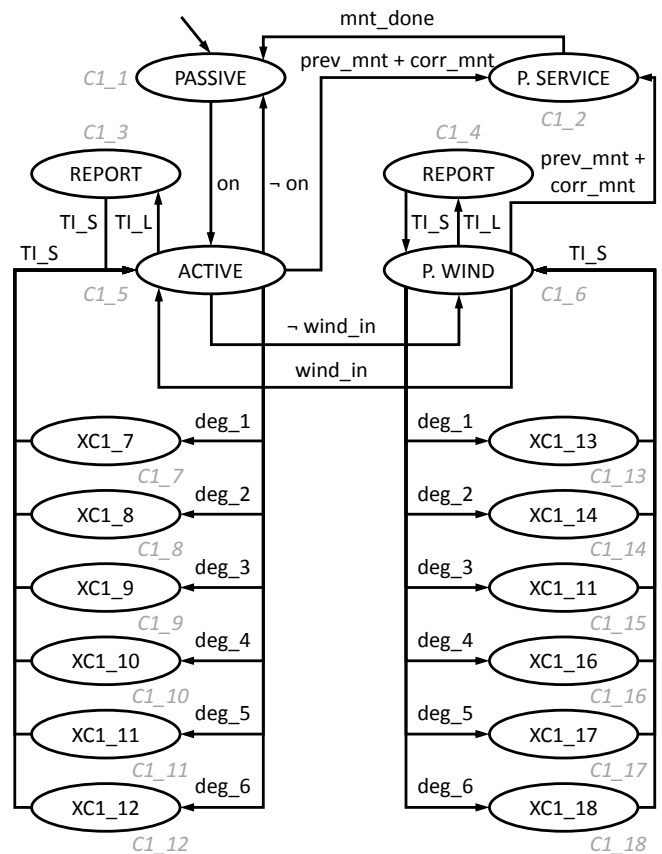 mnt_done
C1_1
PASSIVE
prev_mnt + corr_mnt
P. SERVICE
C1_2
C1_3
C1_4
REPORT
on
¬ on
REPORT
prev_mnt +
corr_mnt
TI_S
TI_L
TI_S
TI_L
TI_S
ACTIVE
P. WIND
TI_S
C1_5
C1_6
¬ wind_in
wind_in
deg_1
deg_1
XC1_7
XC1_13
C1_7
C1_13
deg_2
deg_2
XC1_8
XC1_14
C1_8
C1_14
deg_3
deg_3
XC1_9
XC1_11
C1_9
C1_15
deg_4
deg_4
XC1_10
XC1_16
C1_10
C1_16
deg_5
deg_5
XC1_11
XC1_17
C1_11
C1_17
deg_6
deg_6
XC1_12
XC1_18
C1_12
C1_18